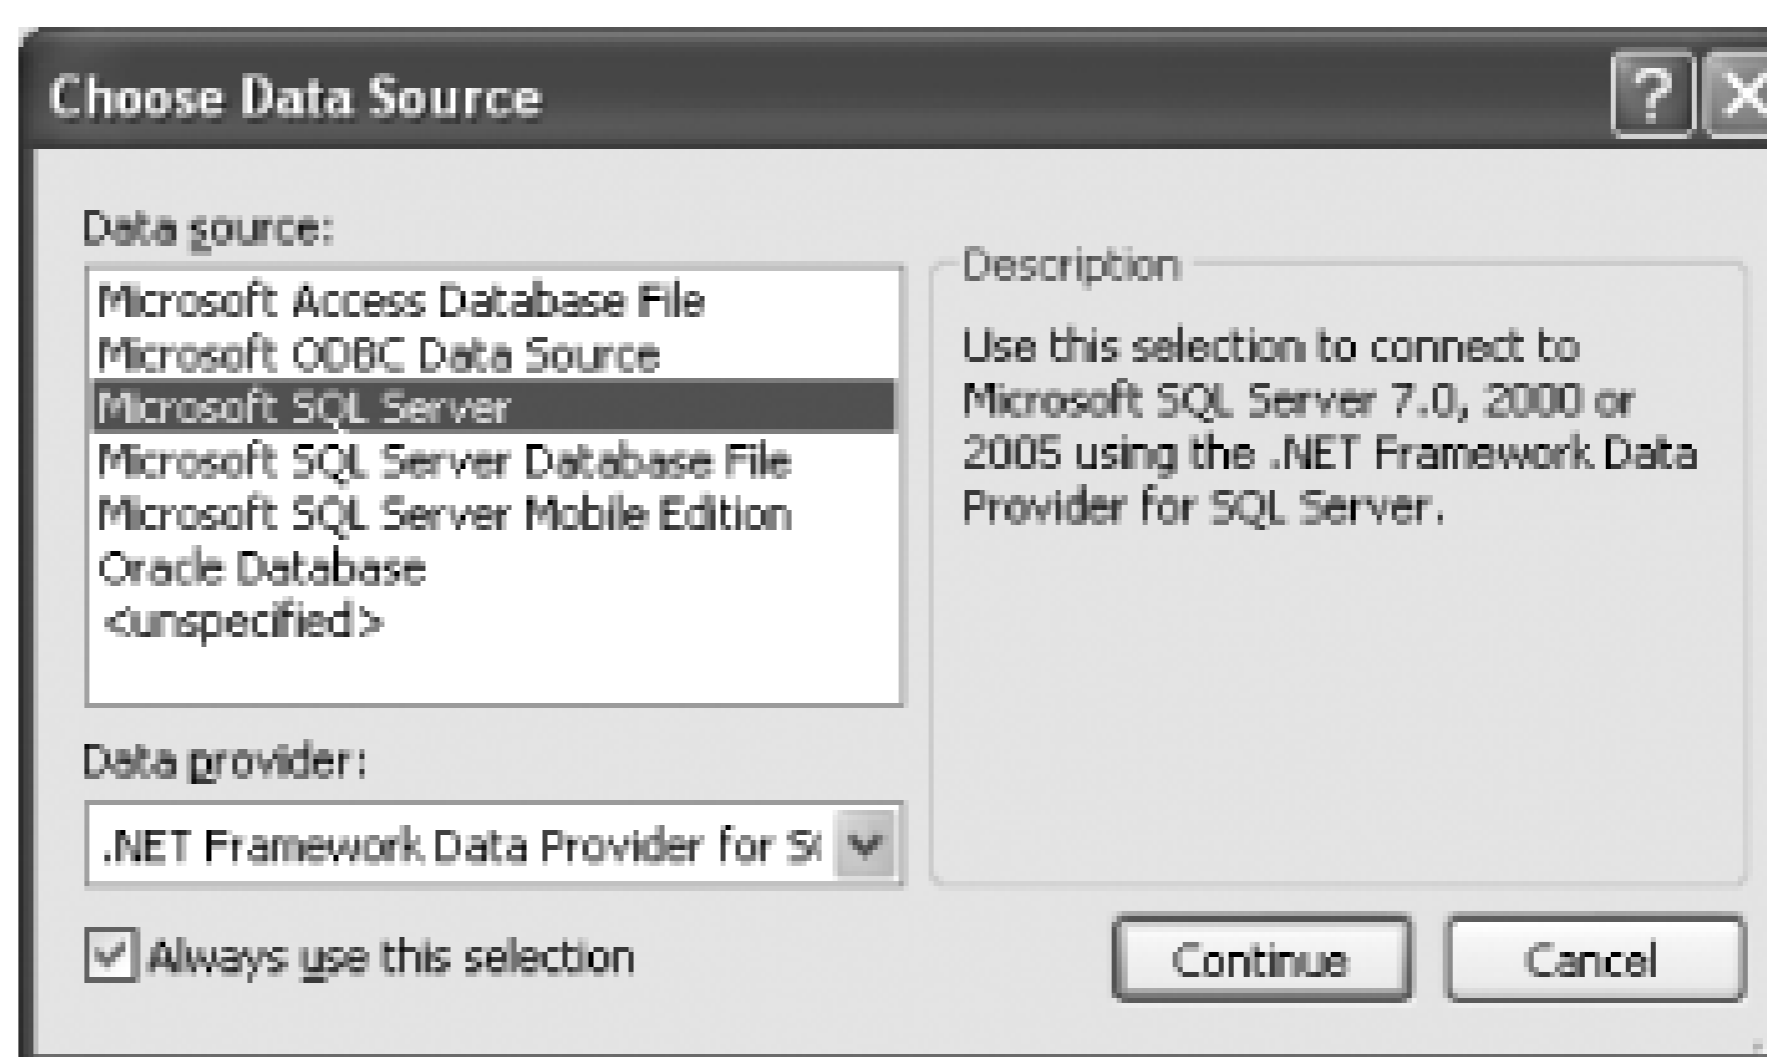 Choose Data Source
Data source:
Microsoft Access Database File
Microsoft ODBC Data Source
Microsoft SQL Server
Microsoft SQL Server Database File
Microsoft SQL Server Mobile Edition
Oracle Database
<unspecified>
Description
Use this selection to connect to
Microsoft SQL Server 7.0, 2000 or
2005 using the .NET Framework Data
Provider for SQL Server.
Data provider:
.NET Framework Data Provider for
Always use this selection
Continue
Cancel